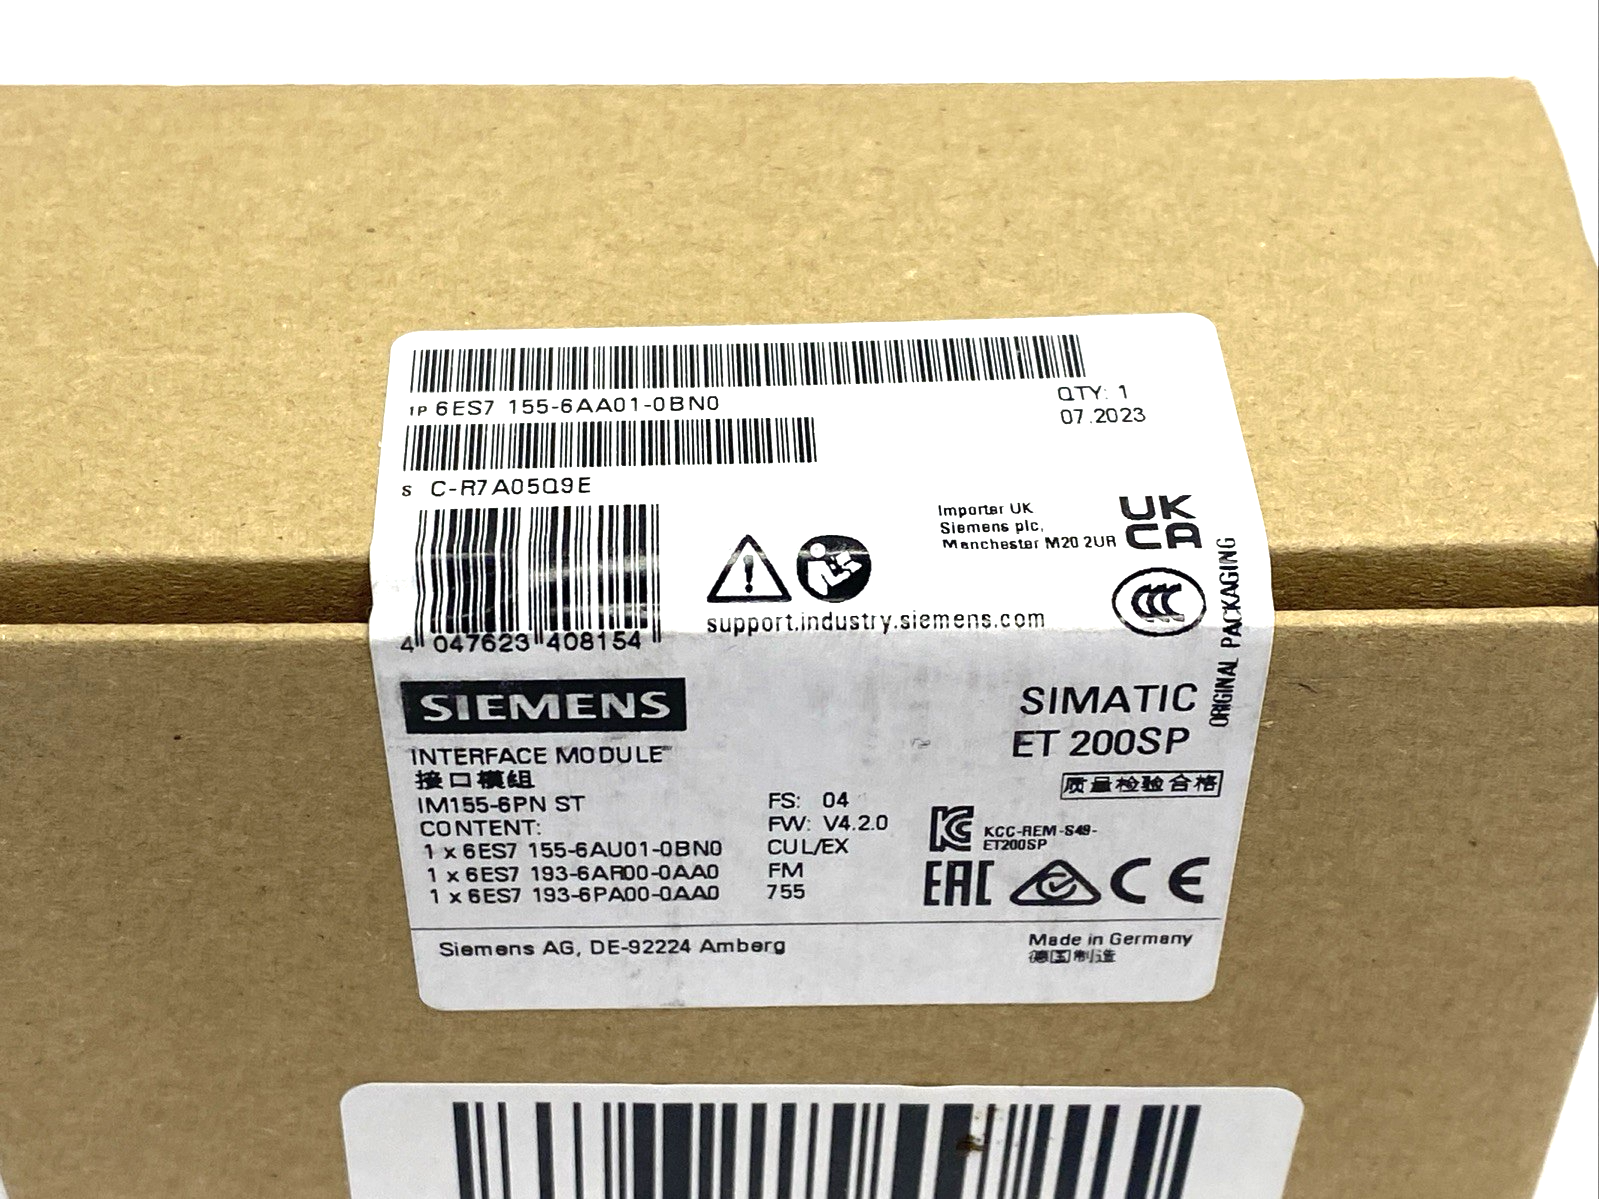 1P 6ES7 155-6AA01-0BN0
QTY: 1
07.2023
S C-R7A05Q9E
Importer UK
Siemens plc,
Manchester M20 2UR
UK
CA
CCC
ORIGINAL PACKAGING
support.industry.siemens.com
4 047623 408154
SIEMENS
SIMATIC
ET 200SP
INTERFACE MODULE
接口模组
质量检验合格
IM155-6PN ST
CONTENT:
1 x 6ES7 155-6AU01-0BN0
1 x 6ES7 193-6AR00-0AA0
1 x 6ES7 193-6PA00-0AA0
FS: 04
FW: V4.2.0
CUL/EX
FM
755
KC
KCC-REM-S49-
ET200SP
EAC
CE
Siemens AG, DE-92224 Amberg
Made in Germany
德国制造